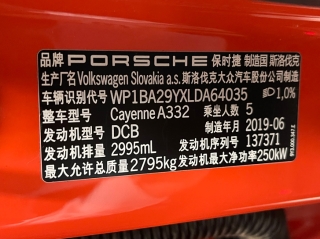 品牌 PORSCHE 保时捷 制造国 斯洛伐克
生产厂名 Volkswagen Slovakia a.s. 斯洛伐克大众汽车股份公司制造
车辆识别代号 WP1BA29YXLDA64035 1,0%
整车型号 Cayenne A332 乘坐人数 5
发动机型号 DCB 制造年月 2019-06
发动机排量 2995mL 发动机序号 137371
最大允许总质量 2795kg 发动机最大净功率 250kW